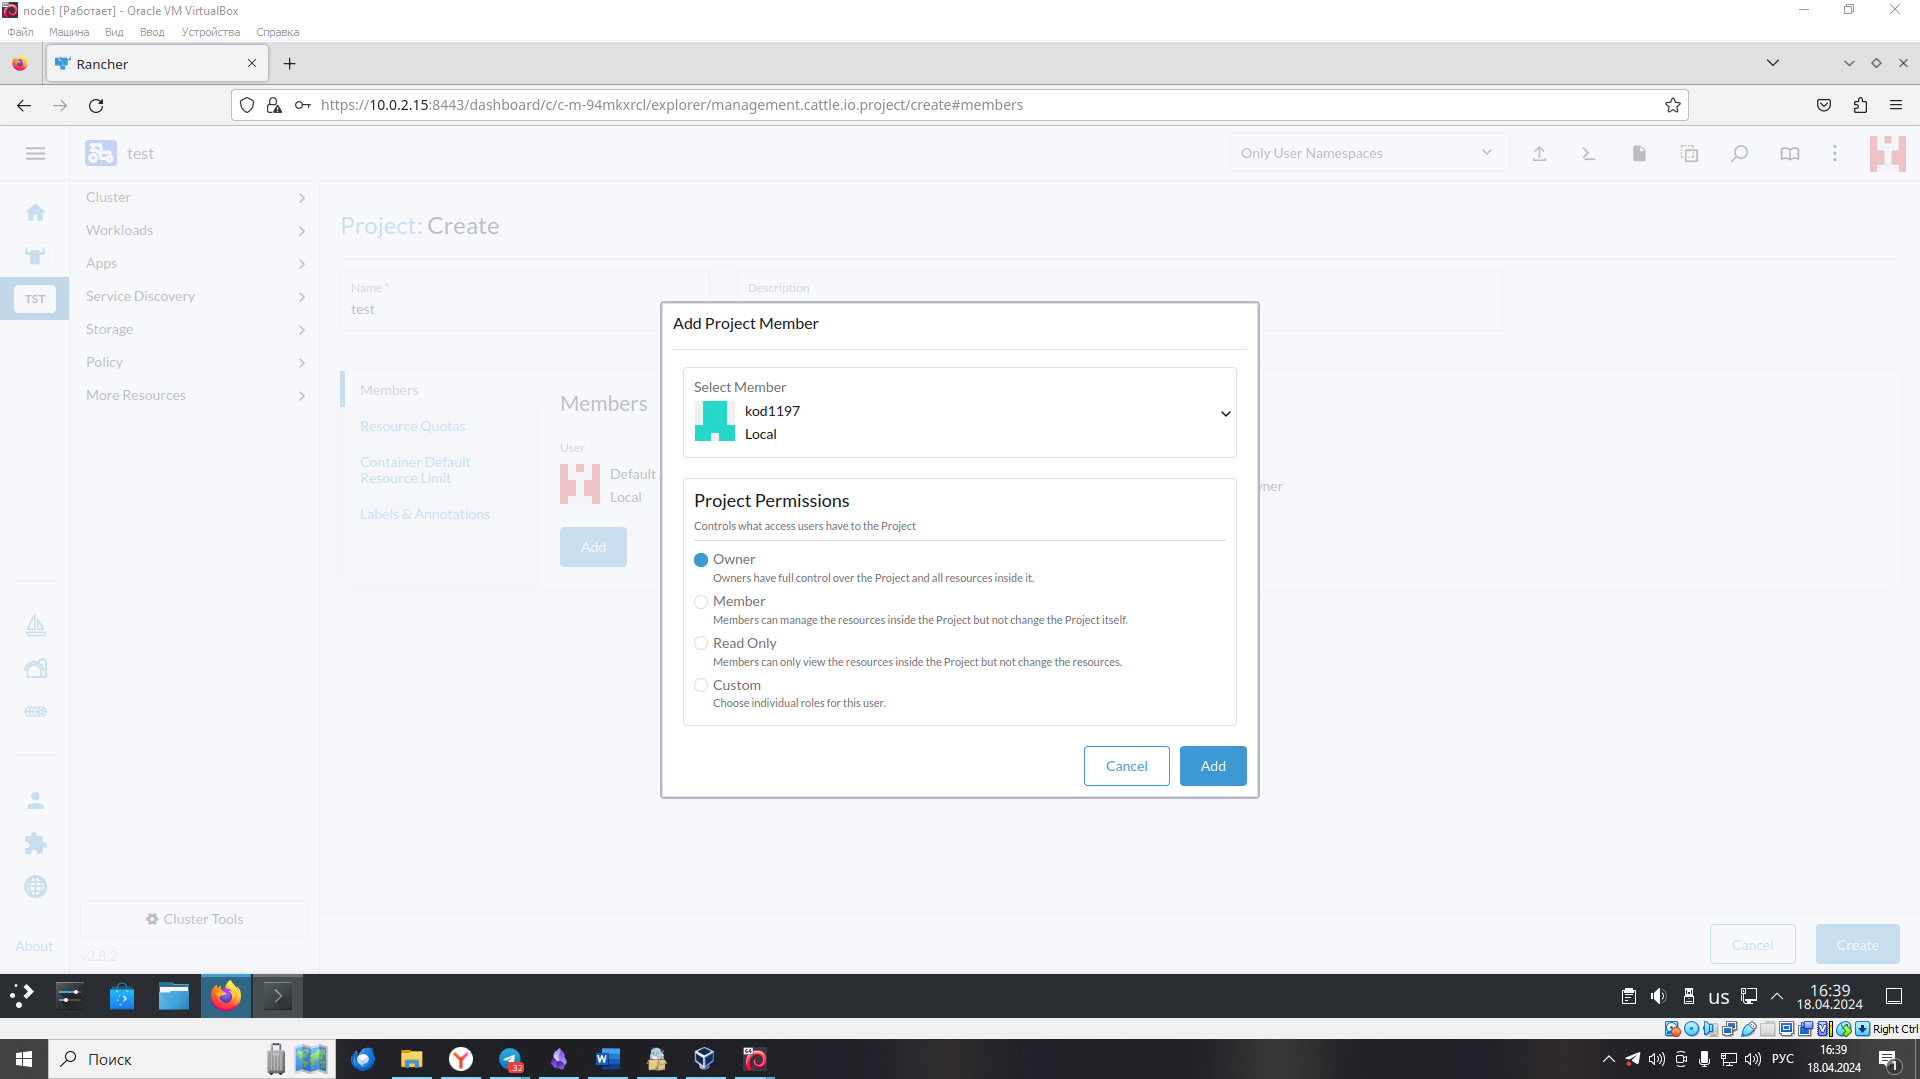 node1 [Работает] - Oracle VM VirtualBox
Файл Машина Вид Ввод Устройства Справка
Rancher
https://10.0.2.15:8443/dashboard/c/c-m-94mkxrcl/explorer/management.cattle.io.project/create#members
test
Only User Namespaces
Cluster
Workloads
Apps
TST
Service Discovery
Storage
Policy
More Resources
Cluster Tools
About
v2.8.2
Project: Create
Name *
test
Description
Members
Resource Quotas
Container Default
Resource Limit
Labels & Annotations
Members
User
Default
Local
Add
Add Project Member
Select Member
kod1197
Local
Project Permissions
Controls what access users have to the Project
Owner
Owners have full control over the Project and all resources inside it.
Member
Members can manage the resources inside the Project but not change the Project itself.
Read Only
Members can only view the resources inside the Project but not change the resources.
Custom
Choose individual roles for this user.
Cancel Add
Cancel Create
us
16:39
18.04.2024
Right Ctrl
Поиск
32
РУС
16:39
18.04.2024
1